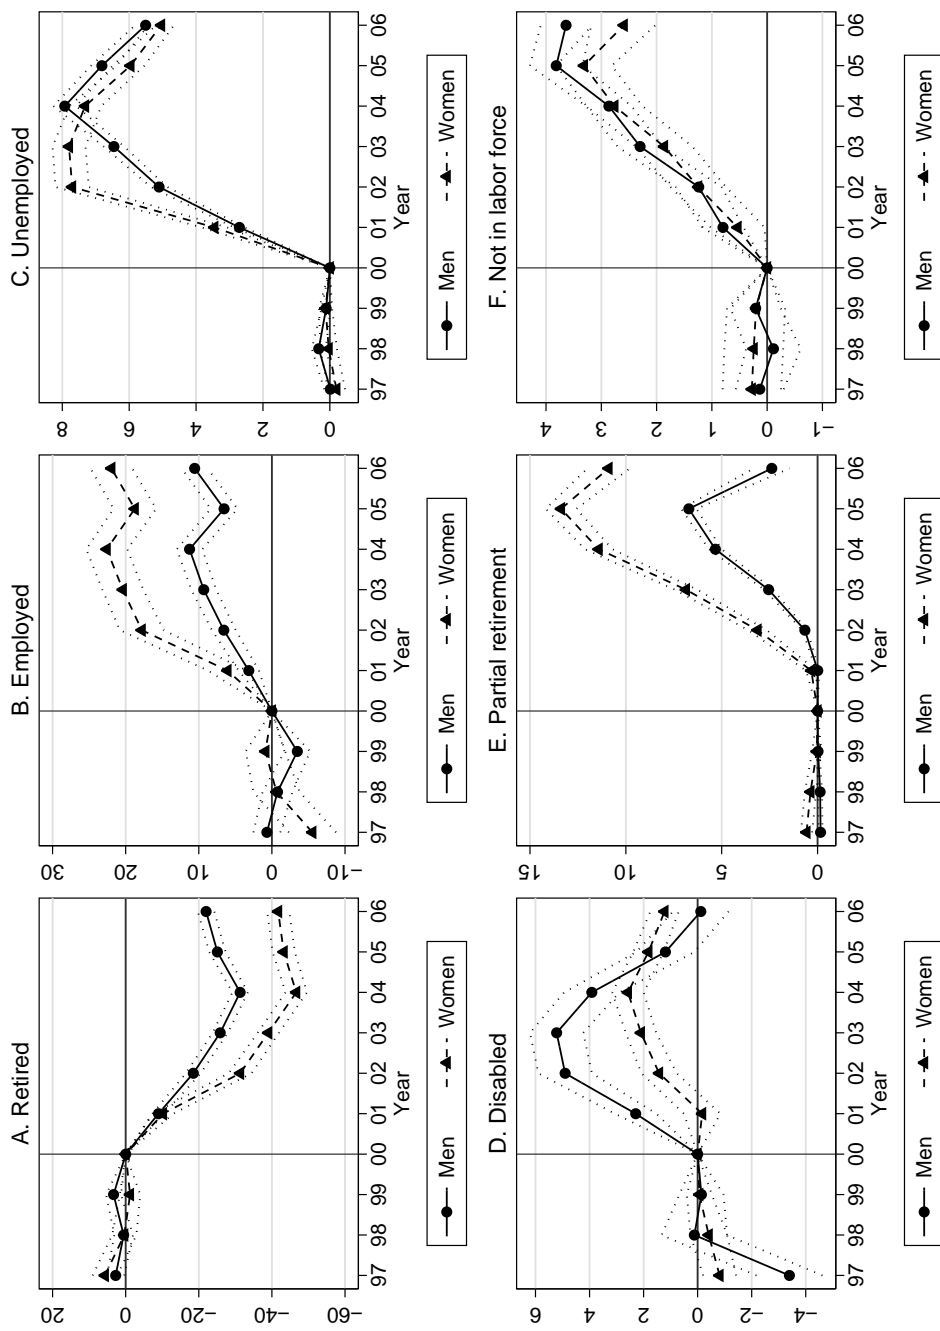 A. Retired
20
0
−20
−40
−60
97 98 99 00 01 02 03 04 05 06
Year
Men Women
B. Employed
30
20
10
0
−10
97 98 99 00 01 02 03 04 05 06
Year
Men Women
C. Unemployed
8
6
4
2
0
97 98 99 00 01 02 03 04 05 06
Year
Men Women
D. Disabled
6
4
2
0
−2
−4
97 98 99 00 01 02 03 04 05 06
Year
Men Women
E. Partial retirement
15
10
5
0
97 98 99 00 01 02 03 04 05 06
Year
Men Women
F. Not in labor force
4
3
2
1
0
−1
97 98 99 00 01 02 03 04 05 06
Year
Men Women